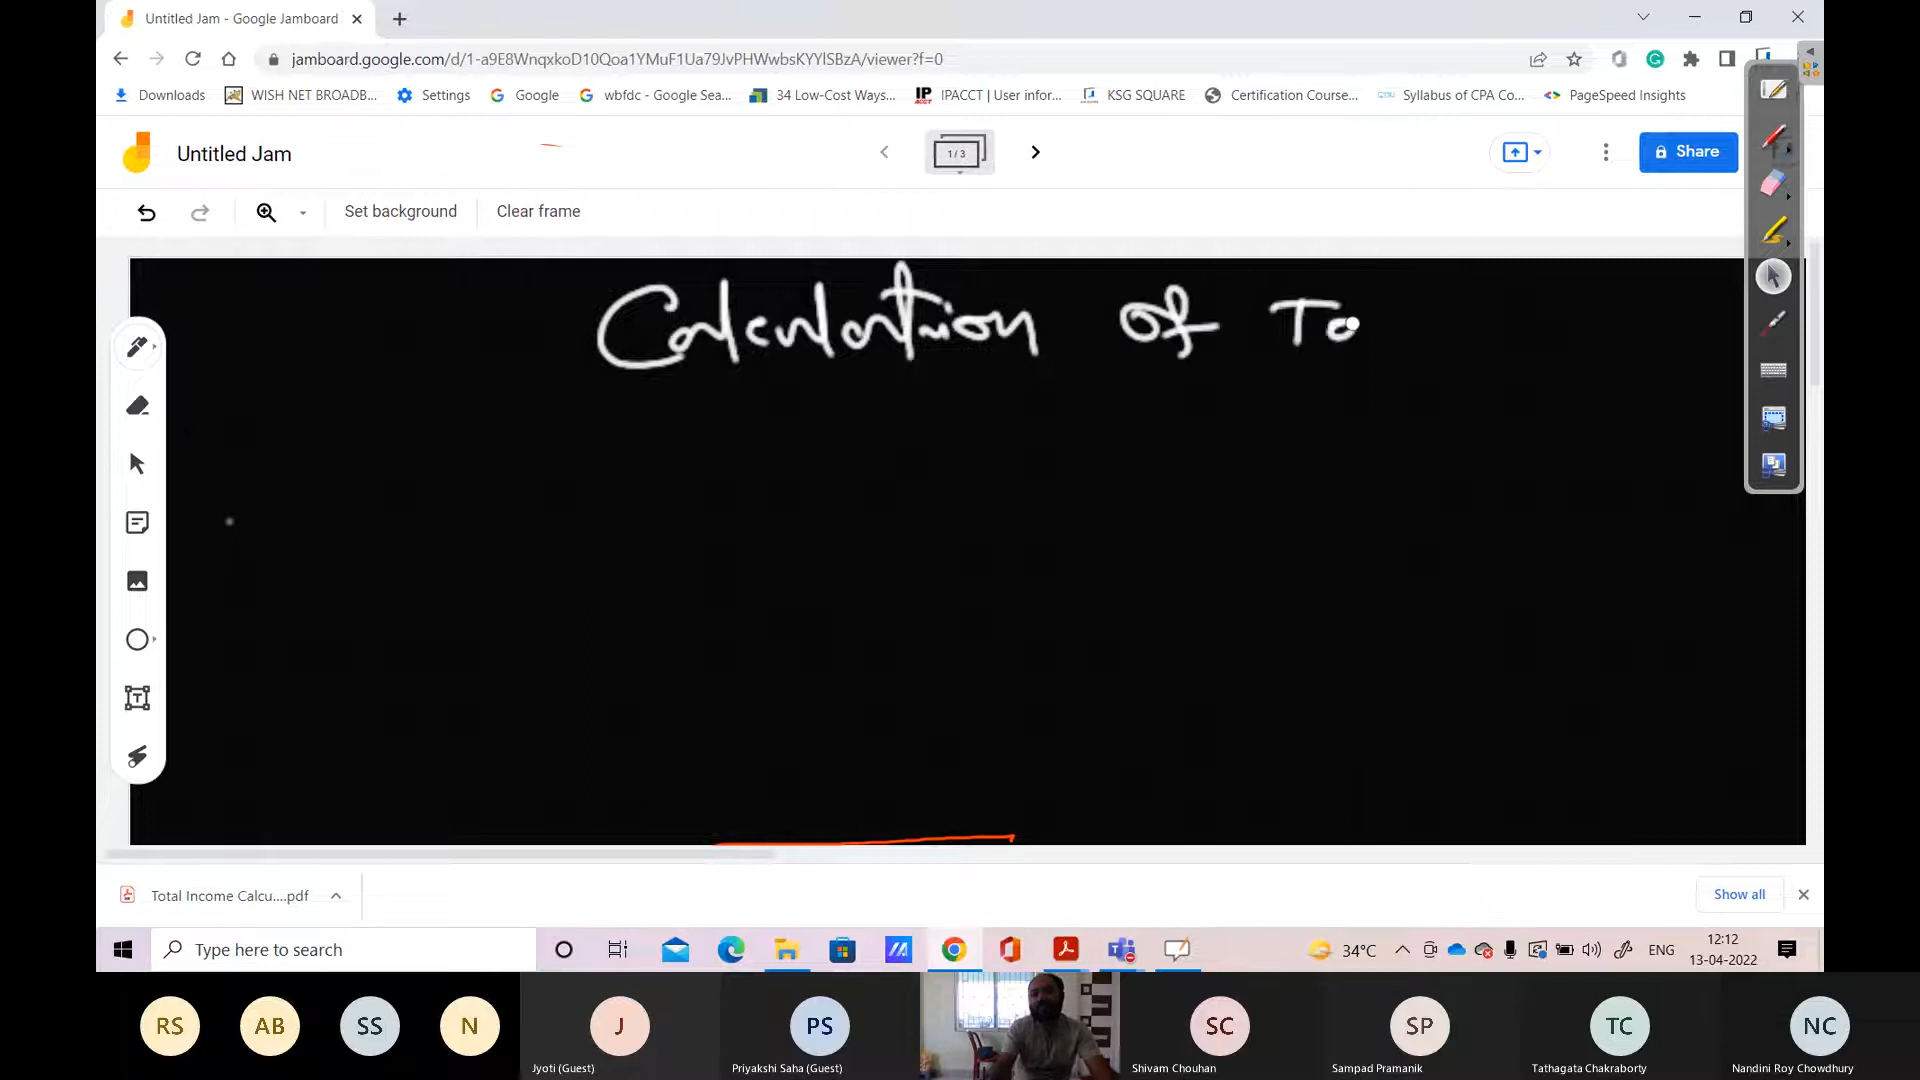 Untitled Jam - Google Jamboard
jamboard.google.com/d/1-a9E8WnqxkoD10Qoa1YMuF1Ua79JvPHWwbsKYYlSBzA/viewer?f=0
Downloads WISH NET BROADB... Settings Google wbfdc - Google Sea... 34 Low-Cost Ways... IPACCT | User infor... KSG SQUARE Certification Course... Syllabus of CPA Co... PageSpeed Insights
Untitled Jam 1 / 3 Share
Set background Clear frame
Calculation of To
Total Income Calcu....pdf Show all
Type here to search 34°C ENG 12:12
13-04-2022
RS AB SS N J PS SC SP TC NC
Jyoti (Guest) Priyakshi Saha (Guest) Shivam Chouhan Sampad Pramanik Tathagata Chakraborty Nandini Roy Chowdhury